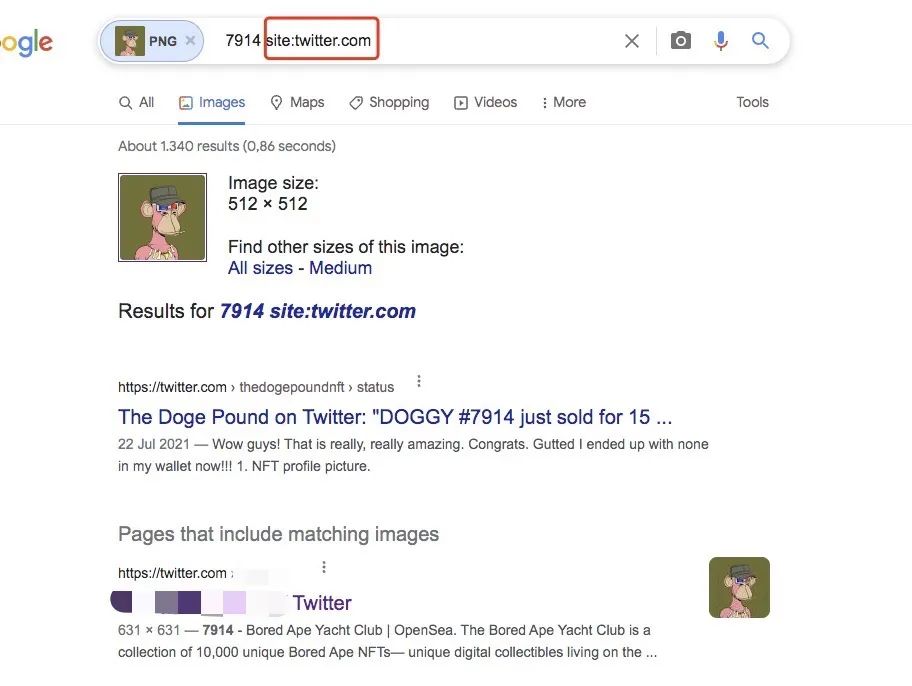 ogle
PNG × 7914 site:twitter.com
All Images Maps Shopping Videos More Tools
About 1.340 results (0,86 seconds)
Image size:
512 × 512
Find other sizes of this image:
All sizes - Medium
Results for 7914 site:twitter.com
https://twitter.com › thedogepoundnft › status
The Doge Pound on Twitter: "DOGGY #7914 just sold for 15 ...
22 Jul 2021 — Wow guys! That is really, really amazing. Congrats. Gutted I ended up with none
in my wallet now!!! 1. NFT profile picture.
Pages that include matching images
https://twitter.com ›
Twitter
631 × 631 — 7914 - Bored Ape Yacht Club | OpenSea. The Bored Ape Yacht Club is a
collection of 10,000 unique Bored Ape NFTs— unique digital collectibles living on the ...